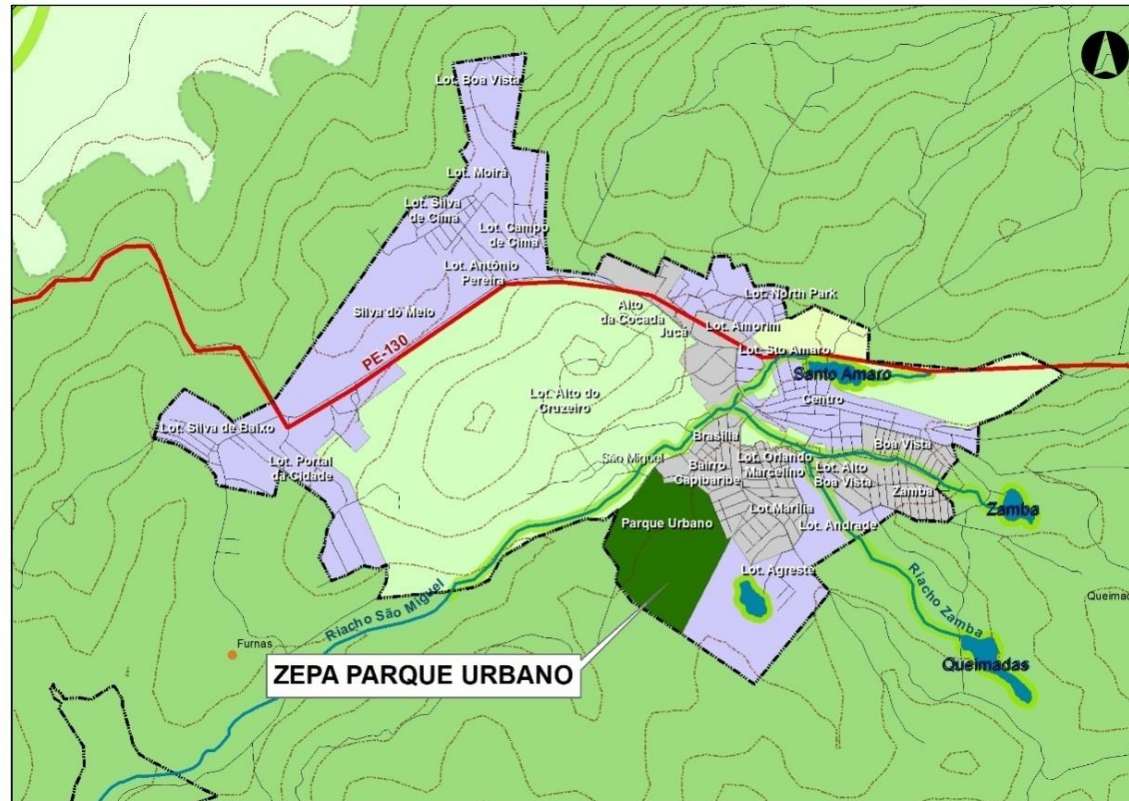 Lot. Boa Vista
Lot. Moirá
Lot. Silva
de Cima
Lot. Campo
de Cima
Lot. Antônio
Pereira
Silva do Meio
PE-130
Alto
da Cocada
Jucá
Lot. North Park
Lot. Amorim
Lot. Sto Amaro
Santo Amaro
Centro
Lot. Alto do
Cruzeiro
Lot. Silva de Baixo
Lot. Portal
da Cidade
São Miguel
Brasília
Bairro
Capibaribe
Lot. Orlando
Marcelino
Lot. Alto
Boa Vista
Boa Vista
Zamba
Zamba
Lot.Marília
Lot. Andrade
Parque Urbano
Lot. Agreste
Riacho São Miguel
Riacho Zamba
Queimadas
Furnas
ZEPA PARQUE URBANO